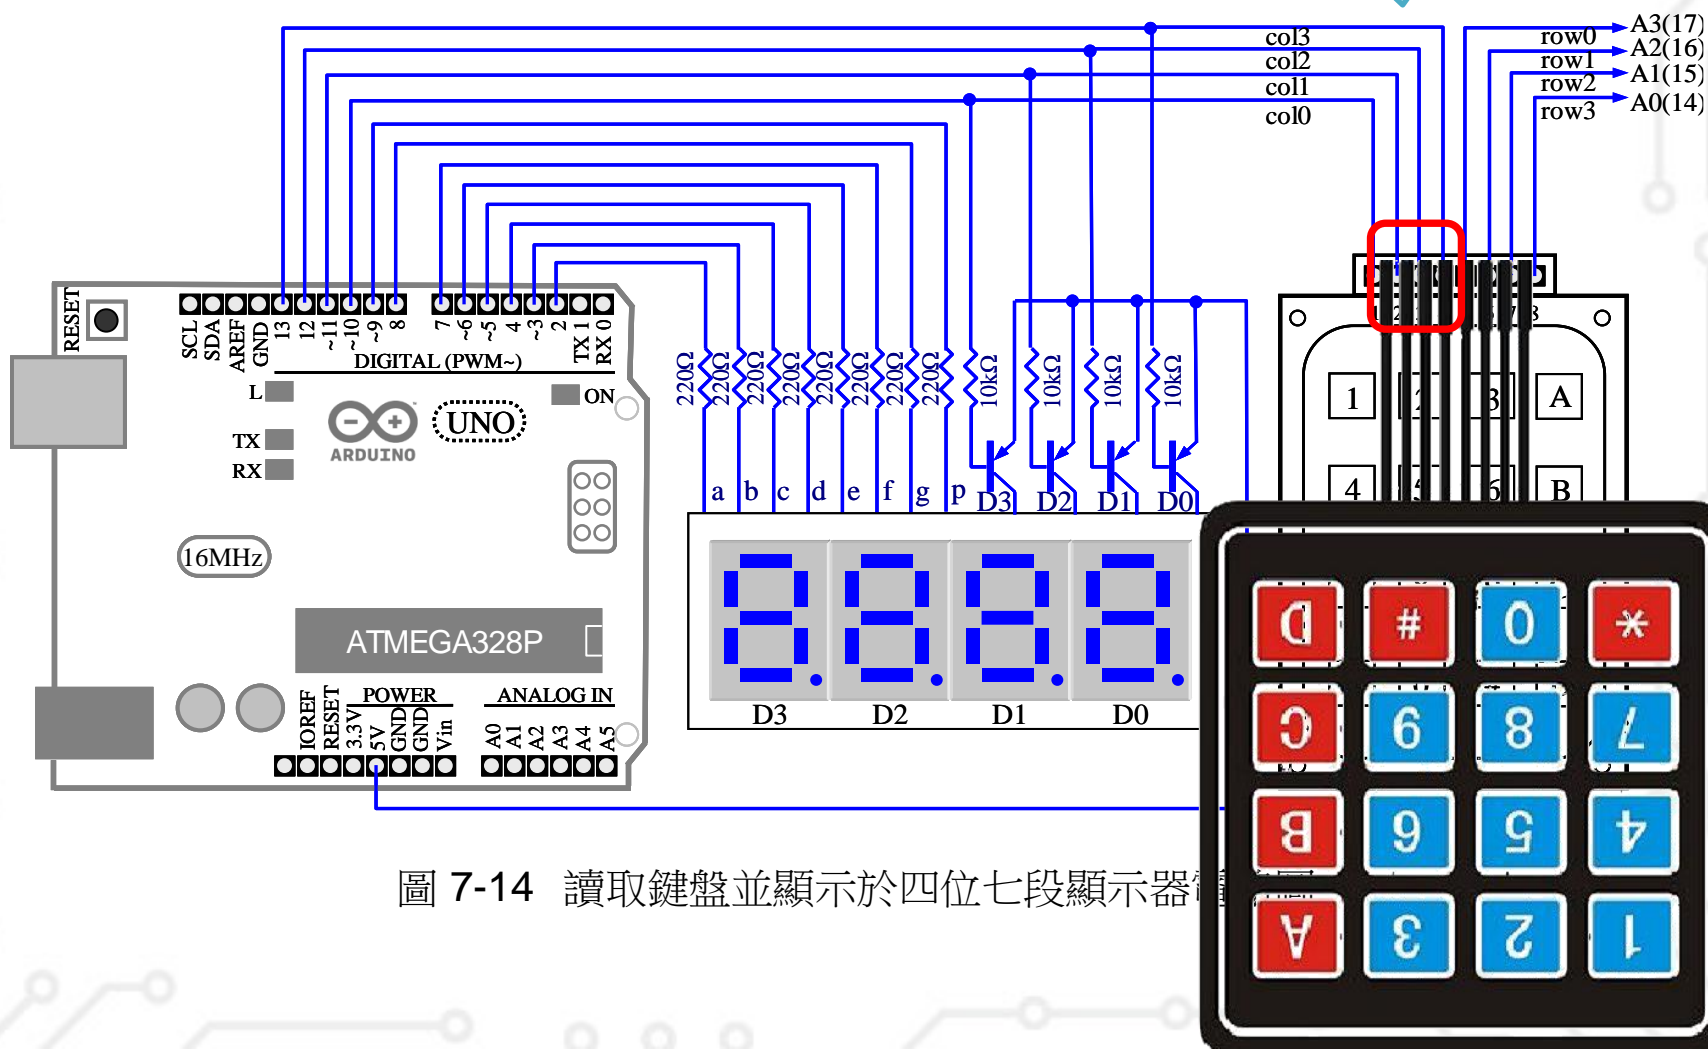 A3(17)
A2(16)
A1(15)
A0(14)
col3
col2
col1
col0
row0
row1
row2
row3
RESET
SCL
SDA
AREF
GND
13
12
~11
~10
~9
8
7
~6
~5
4
~3
2
TX 1
RX 0
DIGITAL (PWM~)
L
TX
RX
ON
UNO
ARDUINO
16MHz
ATMEGA328P
POWER
ANALOG IN
IOREF
RESET
3.3V
5V
GND
GND
Vin
A0
A1
A2
A3
A4
A5
220Ω
220Ω
220Ω
220Ω
220Ω
220Ω
220Ω
220Ω
10kΩ
10kΩ
10kΩ
10kΩ
a b c d e f g p
D3 D2 D1 D0
D3 D2 D1 D0
1 2 3 A
4 5 6 B
D # 0 *
C 9 8 7
B 6 5 4
A 3 2 1
圖 7-14 讀取鍵盤並顯示於四位七段顯示器